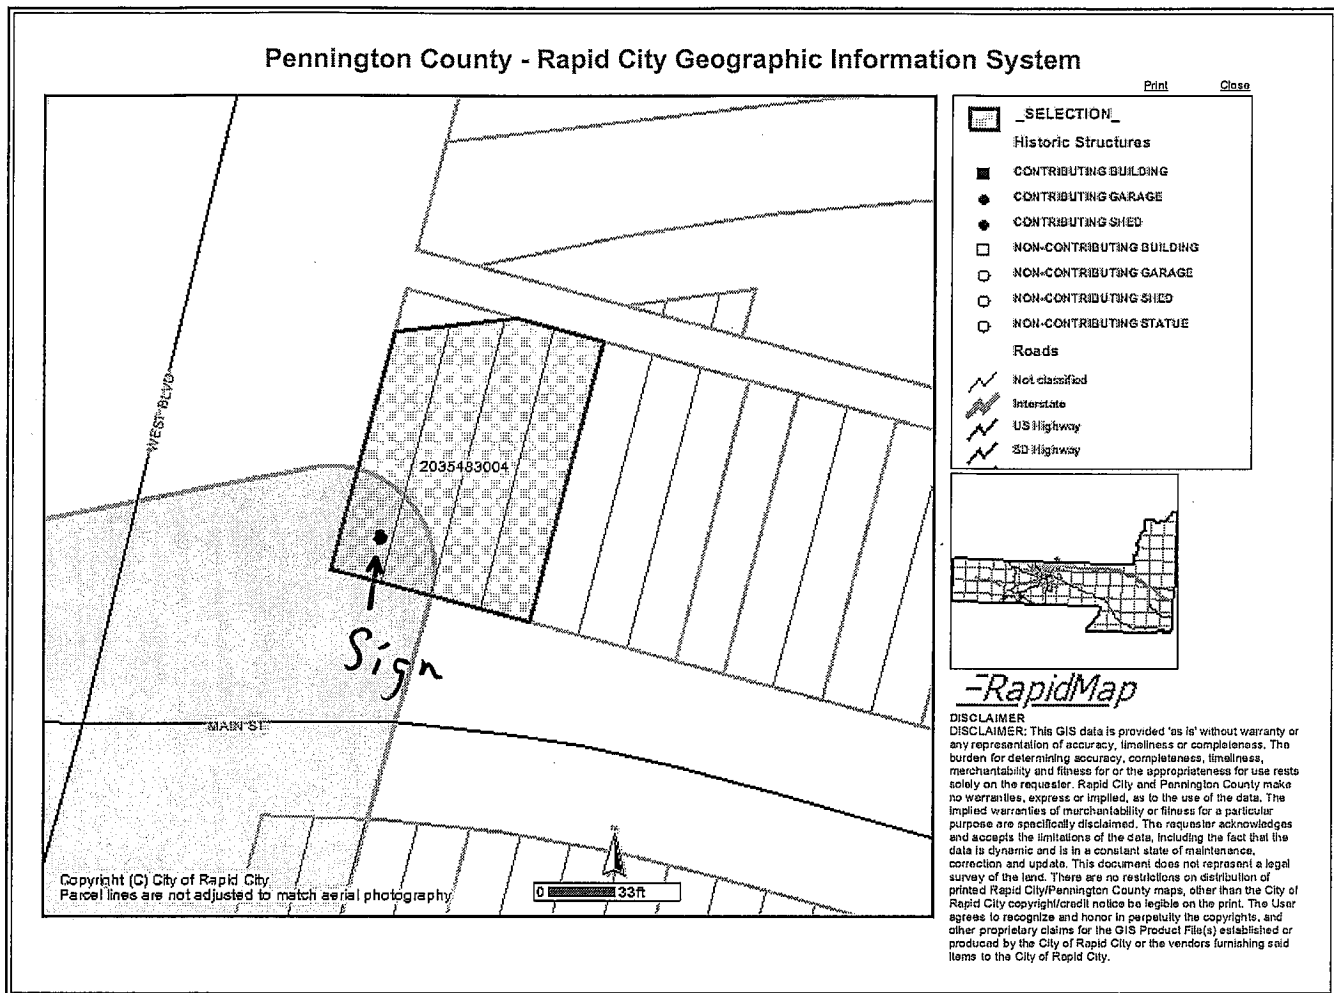 Pennington County - Rapid City Geographic Information System
Print Close
_SELECTION_
Historic Structures
CONTRIBUTING BUILDING
CONTRIBUTING GARAGE
CONTRIBUTING SHED
NON-CONTRIBUTING BUILDING
NON-CONTRIBUTING GARAGE
NON-CONTRIBUTING SHED
NON-CONTRIBUTING STATUE
Roads
Not classified
Interstate
US Highway
SD Highway
WEST BLVD
2035483004
Sign
MAIN ST
N
0 33ft
Copyright (C) City of Rapid City
Parcel lines are not adjusted to match aerial photography
RapidMap
DISCLAIMER
DISCLAIMER: This GIS data is provided 'as is' without warranty or
any representation of accuracy, timeliness or completeness. The
burden for determining accuracy, completeness, timeliness,
merchantability and fitness for or the appropriateness for use rests
solely on the requester. Rapid City and Pennington County make
no warranties, express or implied, as to the use of the data. The
implied warranties of merchantability or fitness for a particular
purpose are specifically disclaimed. The requester acknowledges
and accepts the limitations of the data, including the fact that the
data is dynamic and is in a constant state of maintenance,
correction and update. This document does not represent a legal
survey of the land. There are no restrictions on distribution of
printed Rapid City/Pennington County maps, other than the City of
Rapid City copyright/credit notice be legible on the print. The User
agrees to recognize and honor in perpetuity the copyrights, and
other proprietary claims for the GIS Product File(s) established or
produced by the City of Rapid City or the vendors furnishing said
items to the City of Rapid City.